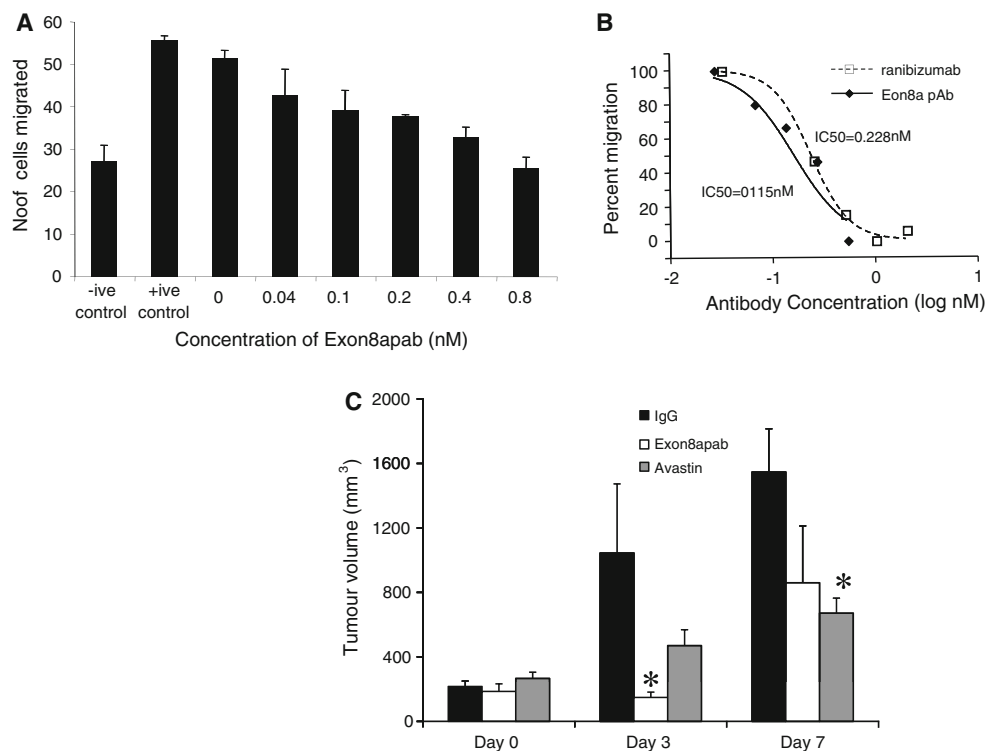 A
Noof cells migrated
60
50
40
30
20
10
0
-ive control
+ive control
0
0.04
0.1
0.2
0.4
0.8
Concentration of Exon8apab (nM)
B
Percent migration
100
80
60
40
20
0
ranibizumab
Eon8a pAb
IC50=0.228nM
IC50=0115nM
-2
-1
0
1
Antibody Concentration (log nM)
C
Tumour volume (mm3)
2000
1600
1200
800
400
0
IgG
Exon8apab
Avastin
*
*
Day 0
Day 3
Day 7